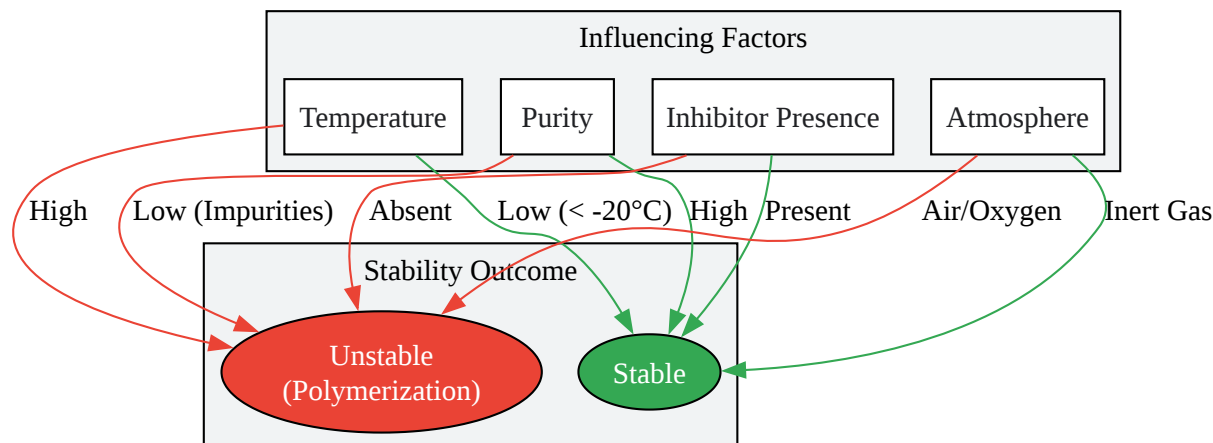 Influencing Factors
Temperature
Purity
Inhibitor Presence
Atmosphere
High
Low (Impurities)
Absent
Low (< -20°C)
High
Present
Air/Oxygen
Inert Gas
Stability Outcome
Unstable
(Polymerization)
Stable